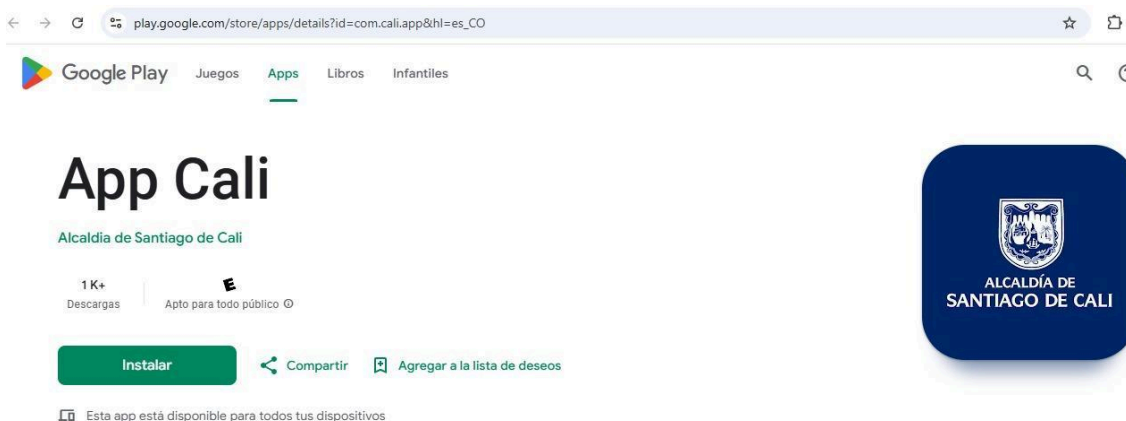 play.google.com/store/apps/details?id=com.cali.app&hl=es_CO
Google Play Juegos Apps Libros Infantiles
App Cali
Alcaldia de Santiago de Cali
1 K+
Descargas
E
Apto para todo público
ALCALDÍA DE
SANTIAGO DE CALI
Instalar Compartir Agregar a la lista de deseos
Esta app está disponible para todos tus dispositivos